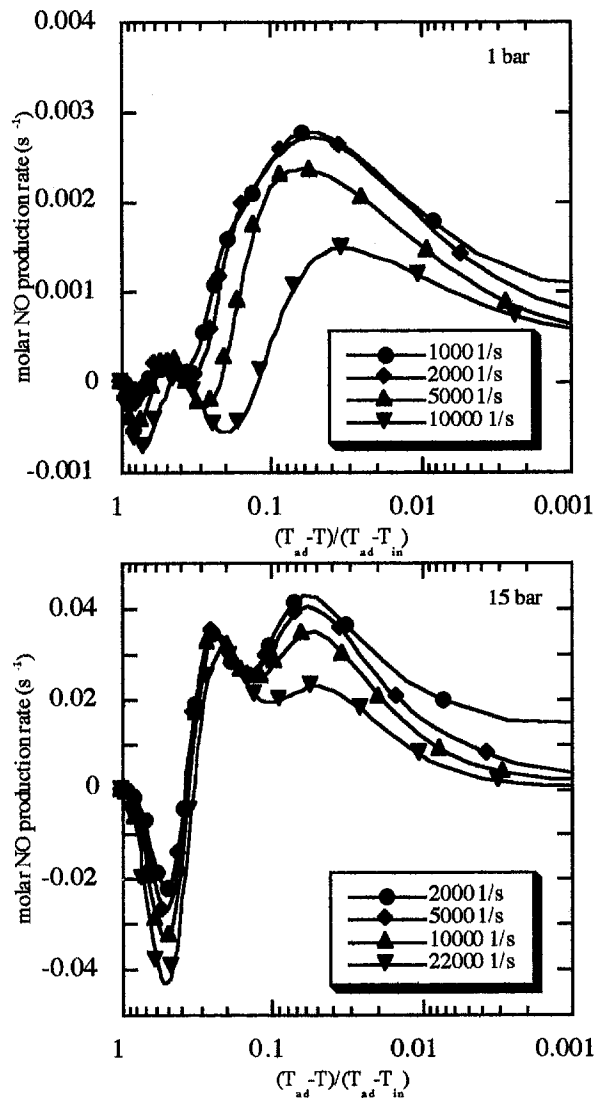 0.004
1 bar
0.003
0.002
0.001
0
-0.001
molar NO production rate (s⁻¹)
1000 1/s
2000 1/s
5000 1/s
10000 1/s
1 0.1 0.01 0.001
(T_ad-T)/(T_ad-T_in)
15 bar
0.04
0.02
0
-0.02
-0.04
molar NO production rate (s⁻¹)
2000 1/s
5000 1/s
10000 1/s
22000 1/s
1 0.1 0.01 0.001
(T_ad-T)/(T_ad-T_in)